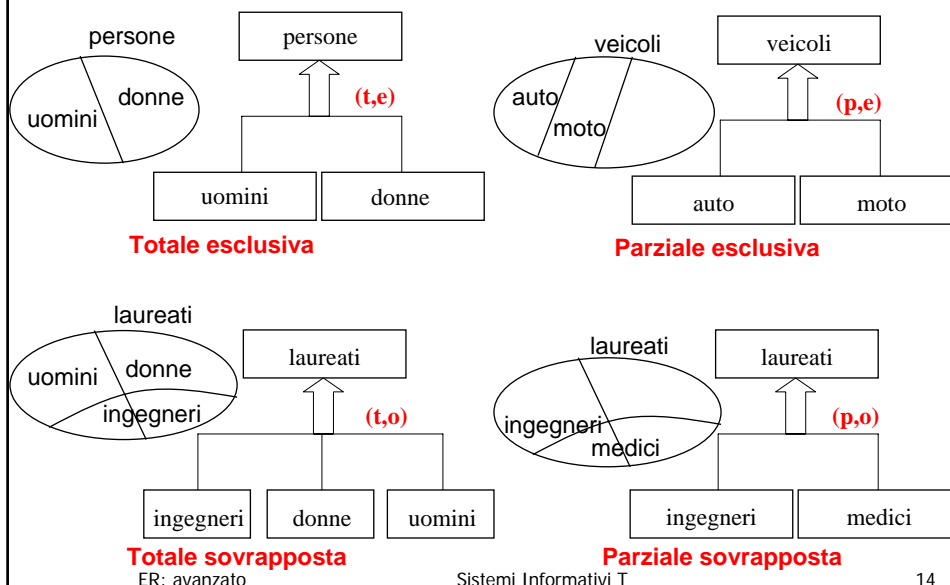 persone
uomini
donne
persone
(t,e)
uomini
donne
Totale esclusiva
veicoli
auto
moto
veicoli
(p,e)
auto
moto
Parziale esclusiva
laureati
uomini
donne
ingegneri
laureati
(t,o)
ingegneri
donne
uomini
Totale sovrapposta
laureati
ingegneri
medici
laureati
(p,o)
ingegneri
medici
Parziale sovrapposta
ER: avanzato
Sistemi Informativi T
14